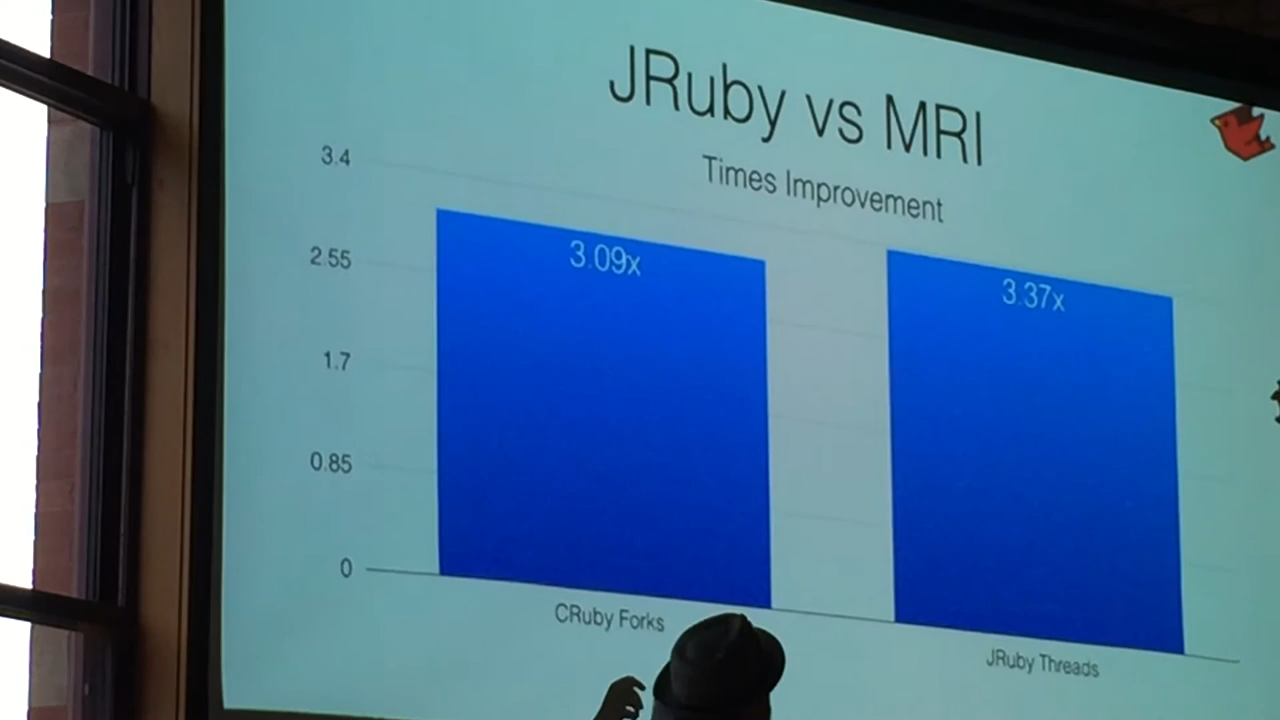 JRuby vs MRI
Times Improvement
3.4
2.55
1.7
0.85
0
3.09x
3.37x
CRuby Forks
JRuby Threads